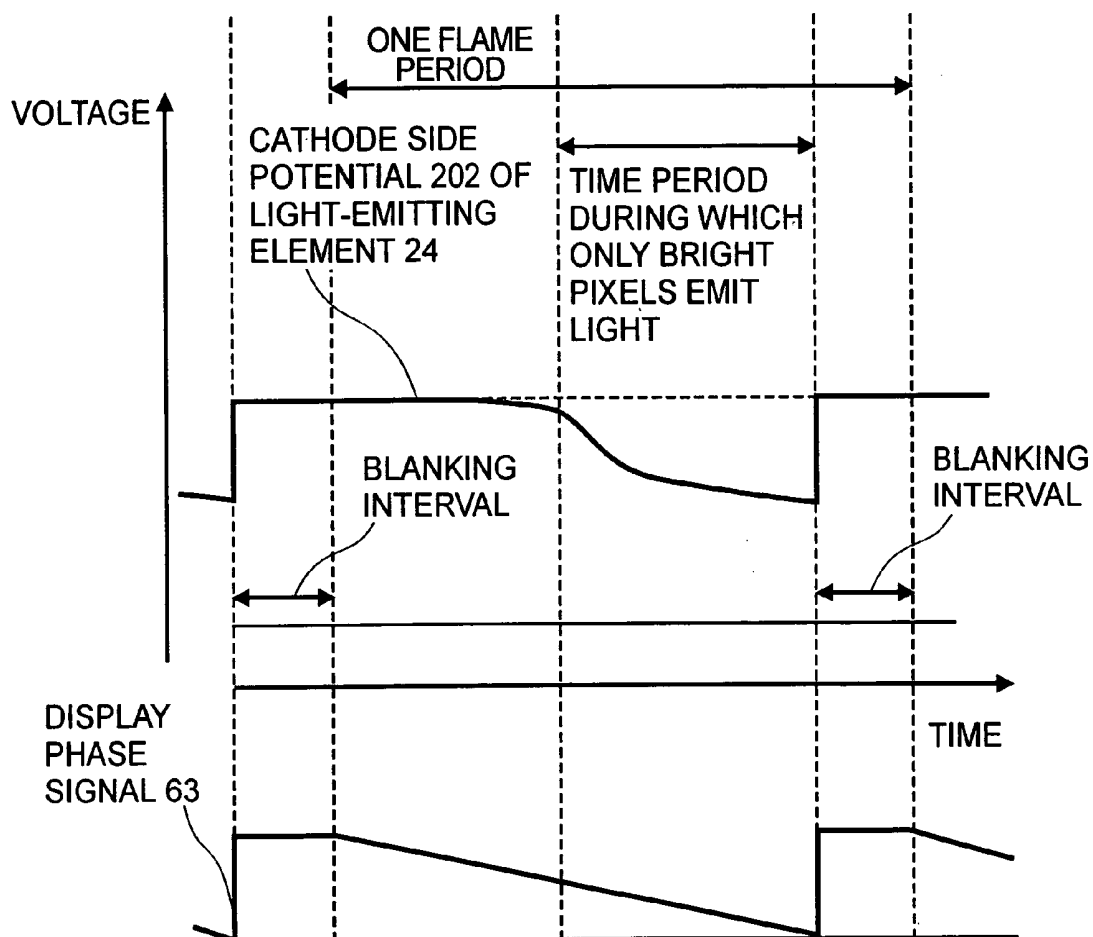 ONE FLAME
PERIOD
VOLTAGE
CATHODE SIDE
POTENTIAL 202 OF
LIGHT-EMITTING
ELEMENT 24
TIME PERIOD
DURING WHICH
ONLY BRIGHT
PIXELS EMIT
LIGHT
BLANKING
INTERVAL
BLANKING
INTERVAL
TIME
DISPLAY
PHASE
SIGNAL 63